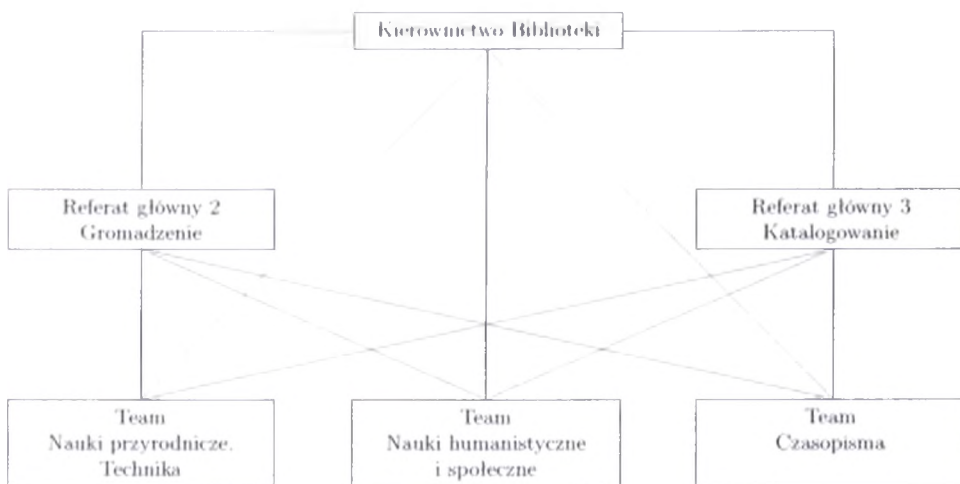 Kierownictwo Biblioteki
Referat główny 2
Gromadzenie
Referat główny 3
Katalogowanie
Team
Nauki przyrodnicze.
Technika
Team
Nauki humanistyczne
i społeczne
Team
Czasopisma